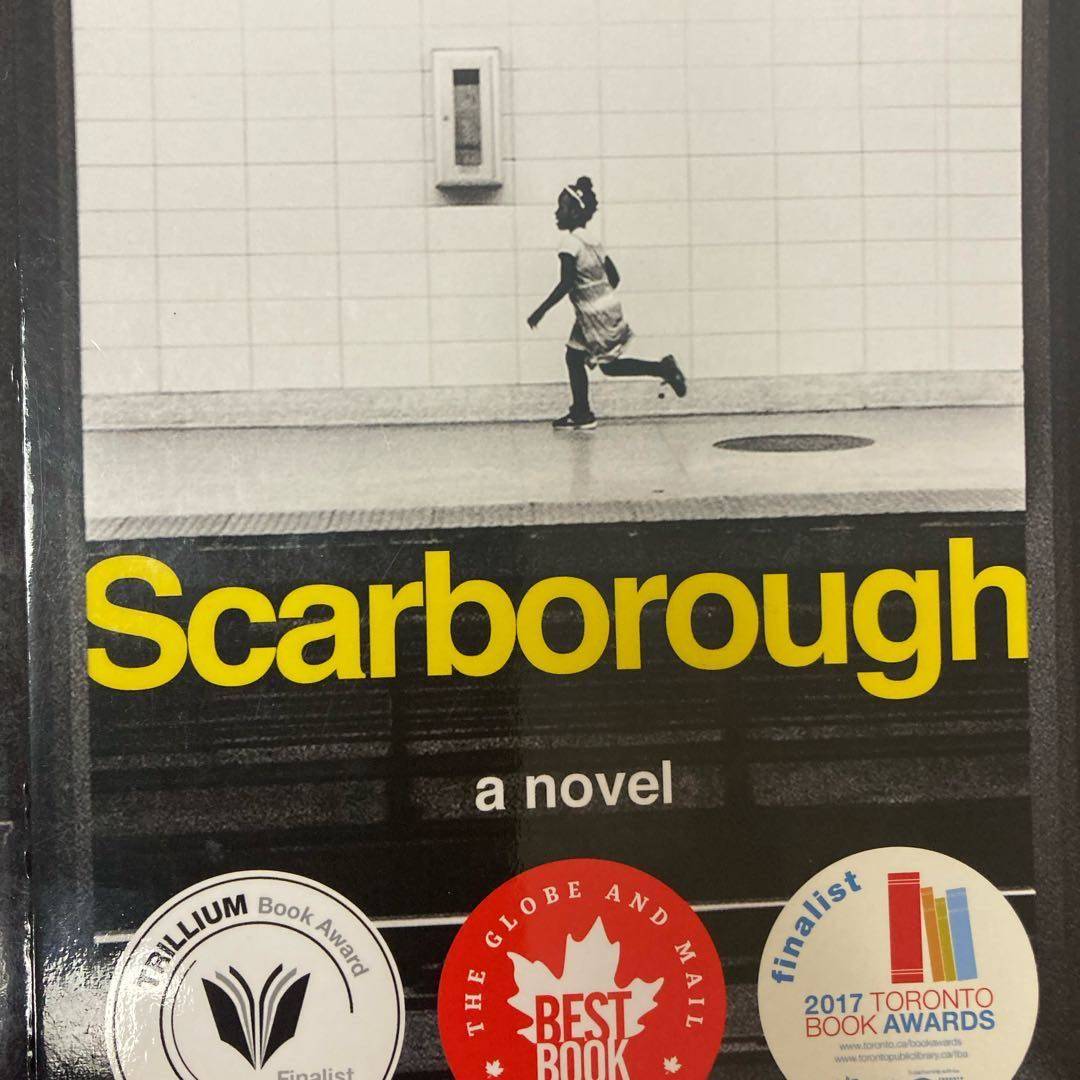 Scarborough
a novel
TRILLIUM Book Award
Finalist
THE GLOBE AND MAIL
BEST
BOOK
finalist
2017 TORONTO
BOOK AWARDS
www.toronto.ca/bookawards
www.torontopubliclibrary.ca/tba